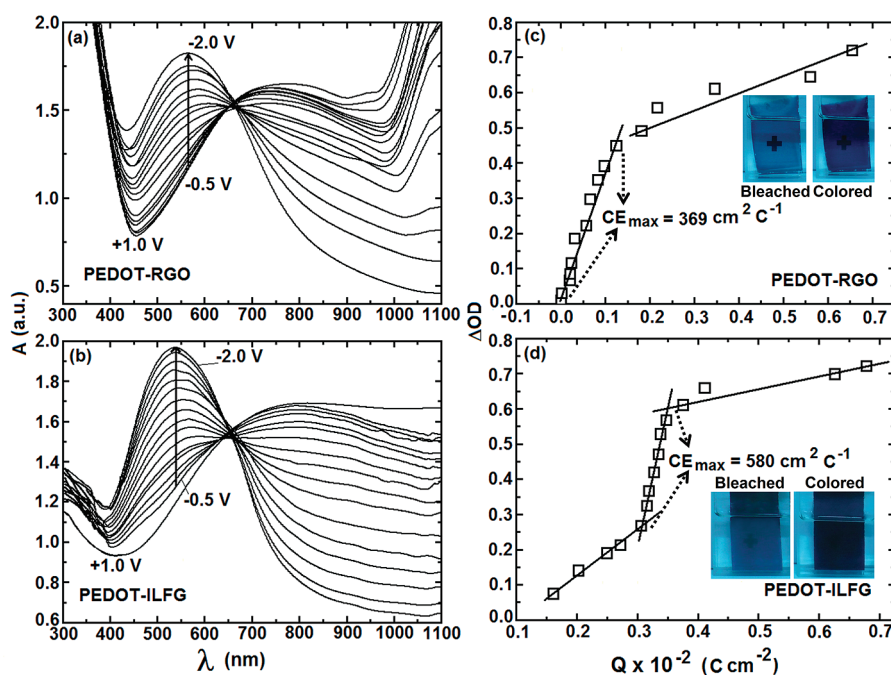 (a)
-2.0 V
-0.5 V
+1.0 V
PEDOT-RGO
2.0
1.5
1.0
0.5
300 400 500 600 700 800 900 1000 1100
A (a.u.)
(b)
-2.0 V
-0.5 V
+1.0 V
PEDOT-ILFG
2.0
1.8
1.6
1.4
1.2
1.0
0.8
0.6
300 400 500 600 700 800 900 1000 1100
λ (nm)
(c)
0.8
0.7
0.6
0.5
0.4
0.3
0.2
0.1
0.0
-0.1 0.0 0.1 0.2 0.3 0.4 0.5 0.6 0.7
Bleached Colored
CEmax = 369 cm² C⁻¹
PEDOT-RGO
ΔOD
(d)
0.8
0.7
0.6
0.5
0.4
0.3
0.2
0.1
0.0
0.1 0.2 0.3 0.4 0.5 0.6 0.7
CEmax = 580 cm² C⁻¹
Bleached Colored
PEDOT-ILFG
Q x 10⁻² (C cm⁻²)